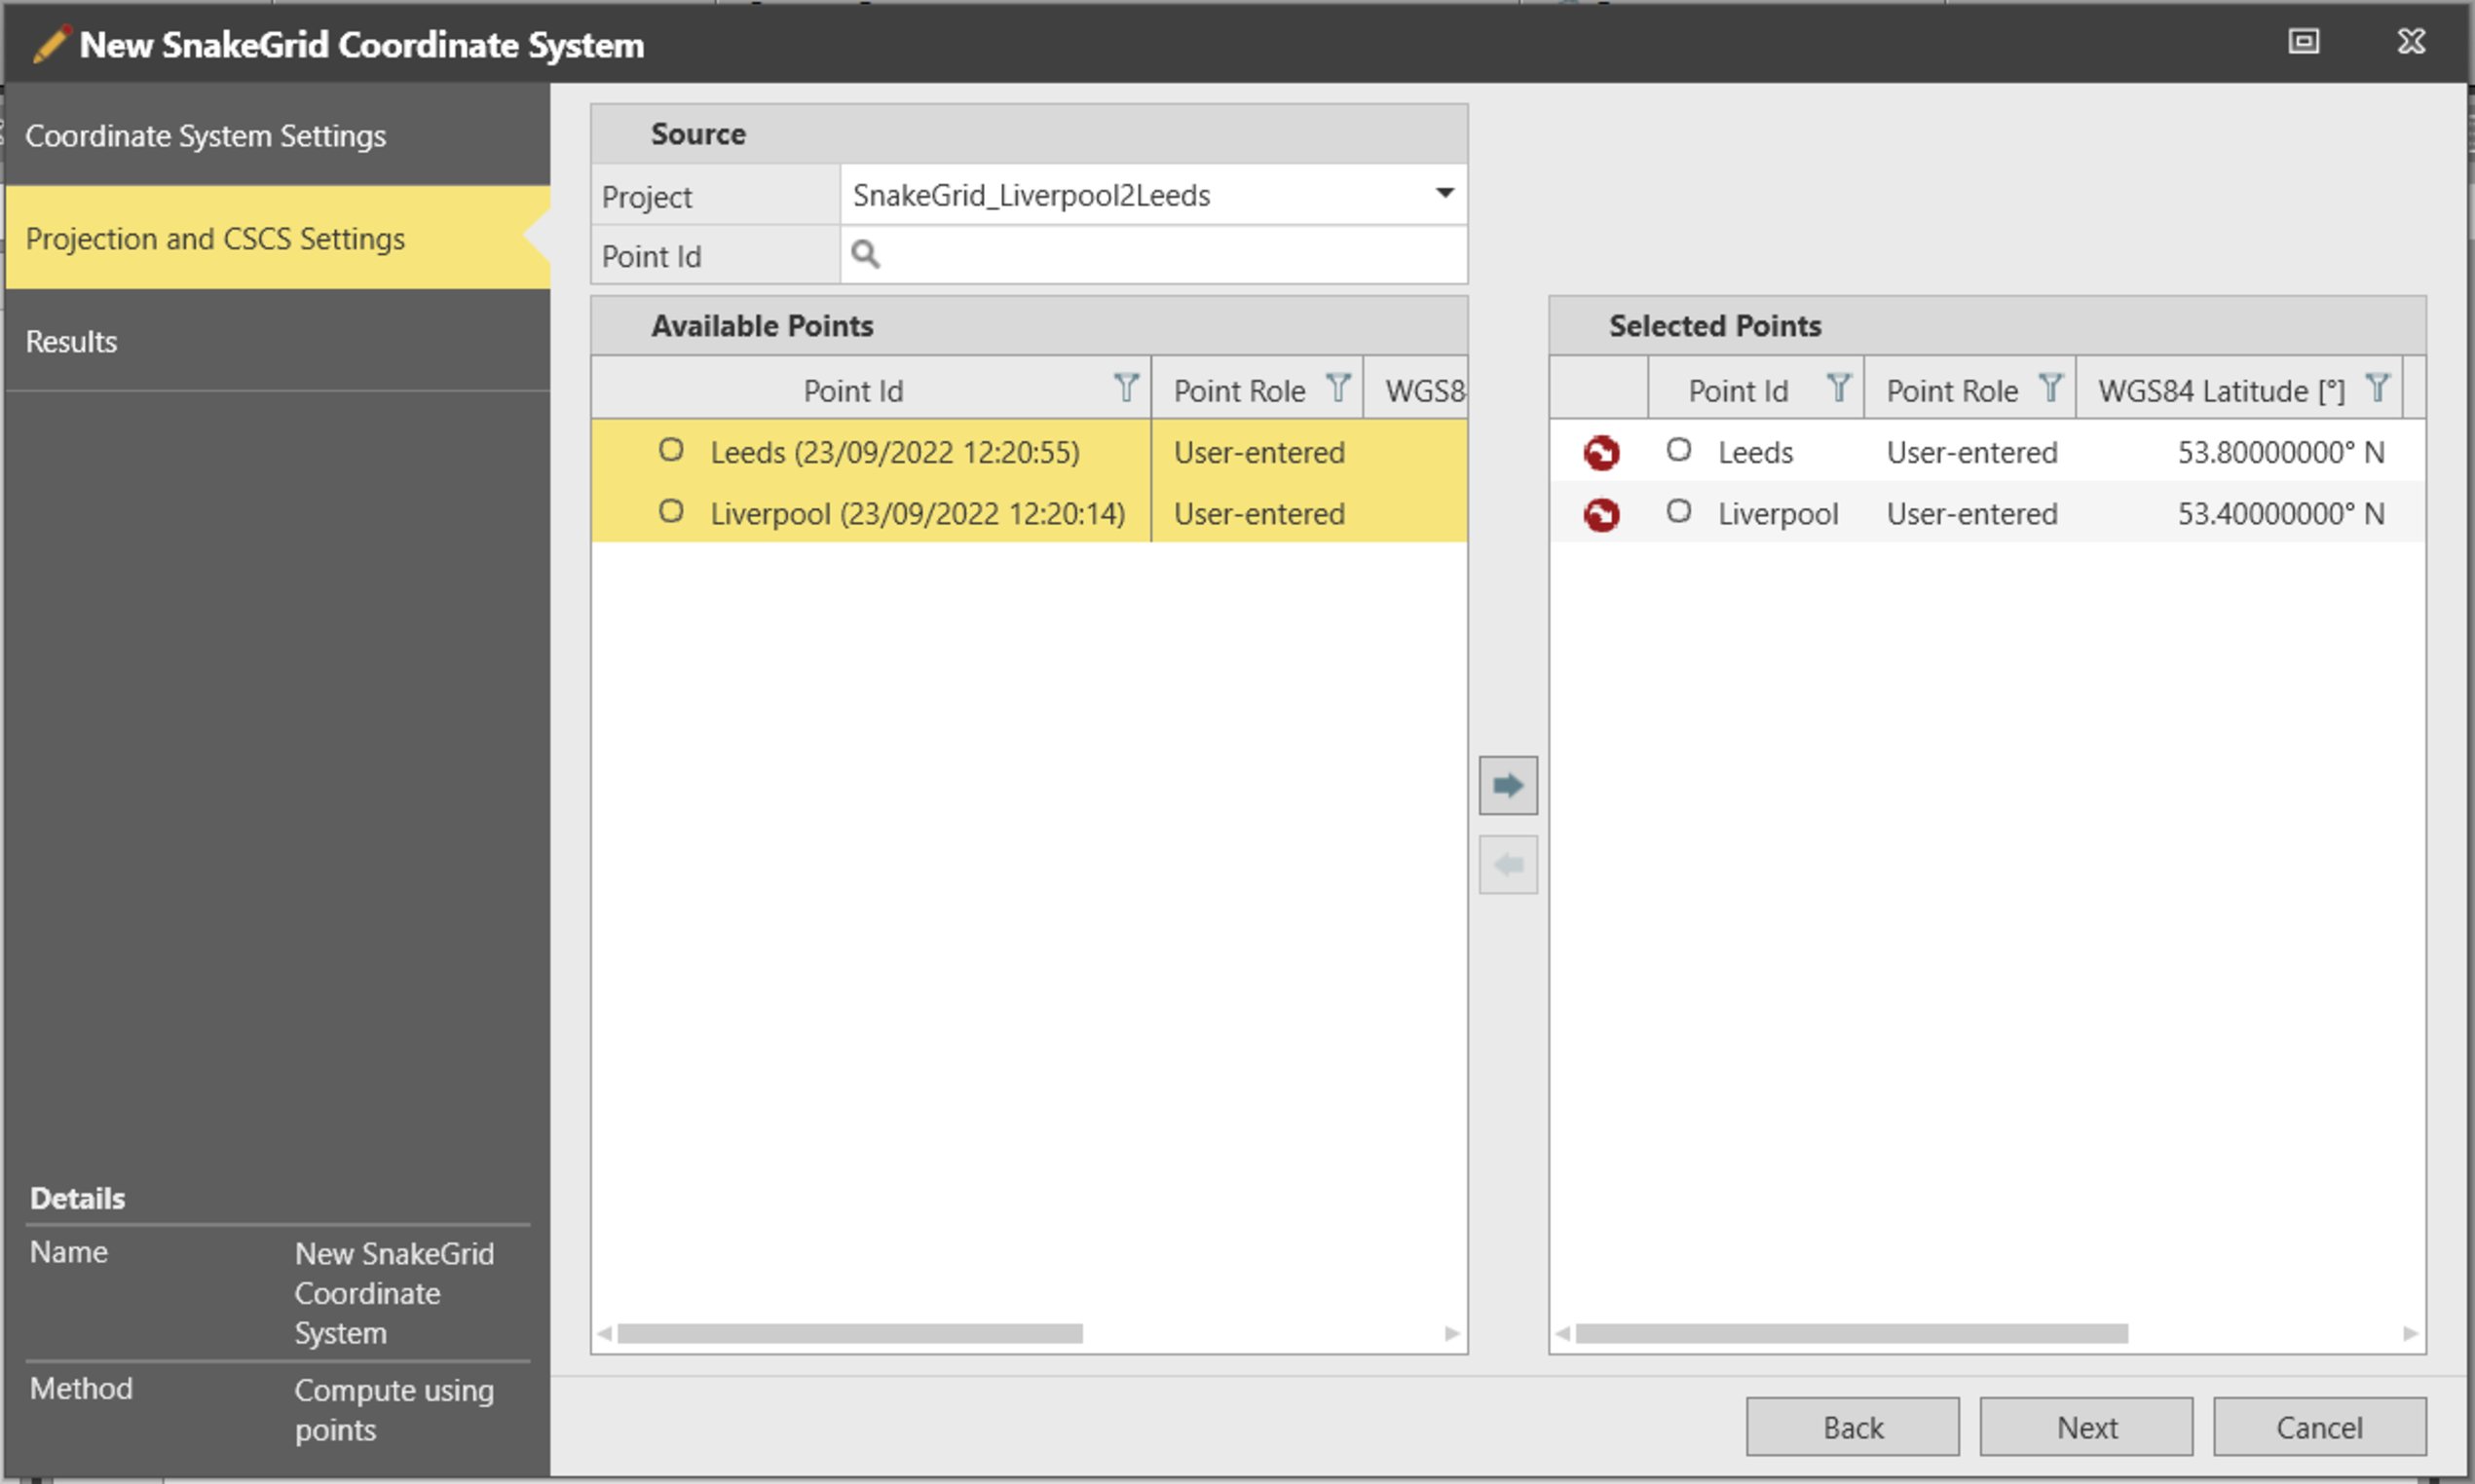 New SnakeGrid Coordinate System
Coordinate System Settings
Projection and CSCS Settings
Results
Source
Project SnakeGrid_Liverpool2Leeds
Point Id
Available Points
Point Id Point Role WGS8
Leeds (23/09/2022 12:20:55) User-entered
Liverpool (23/09/2022 12:20:14) User-entered
Selected Points
Point Id Point Role WGS84 Latitude [°]
Leeds User-entered 53.80000000° N
Liverpool User-entered 53.40000000° N
Details
Name New SnakeGrid
Coordinate
System
Method Compute using
points
Back Next Cancel